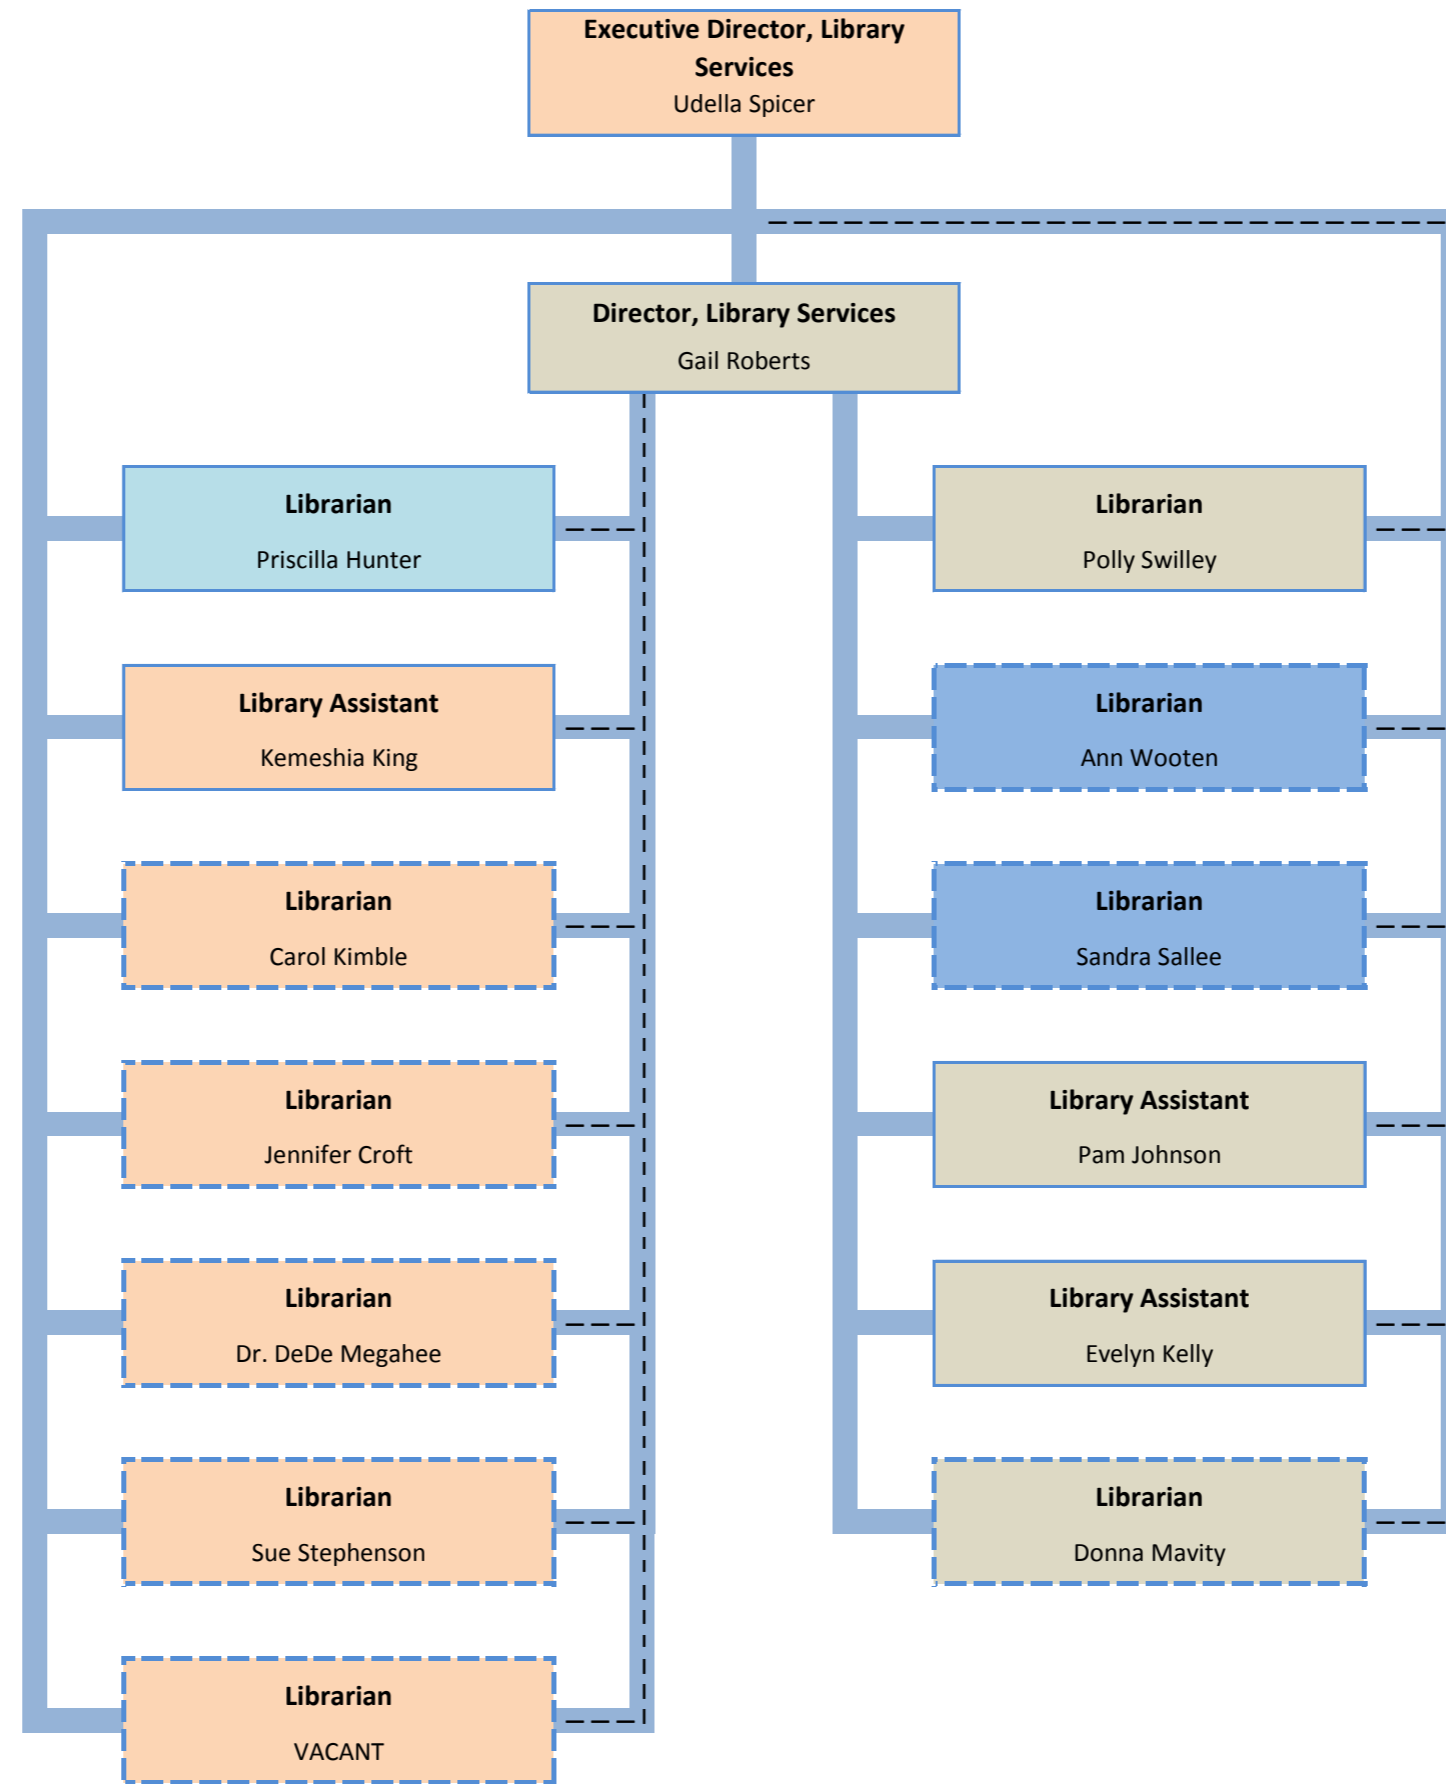 Executive Director, Library
Services
Udella Spicer
Director, Library Services
Gail Roberts
Librarian
Priscilla Hunter
Library Assistant
Kemeshia King
Librarian
Carol Kimble
Librarian
Jennifer Croft
Librarian
Dr. DeDe Megahee
Librarian
Sue Stephenson
Librarian
VACANT
Librarian
Polly Swilley
Librarian
Ann Wooten
Librarian
Sandra Sallee
Library Assistant
Pam Johnson
Library Assistant
Evelyn Kelly
Librarian
Donna Mavity